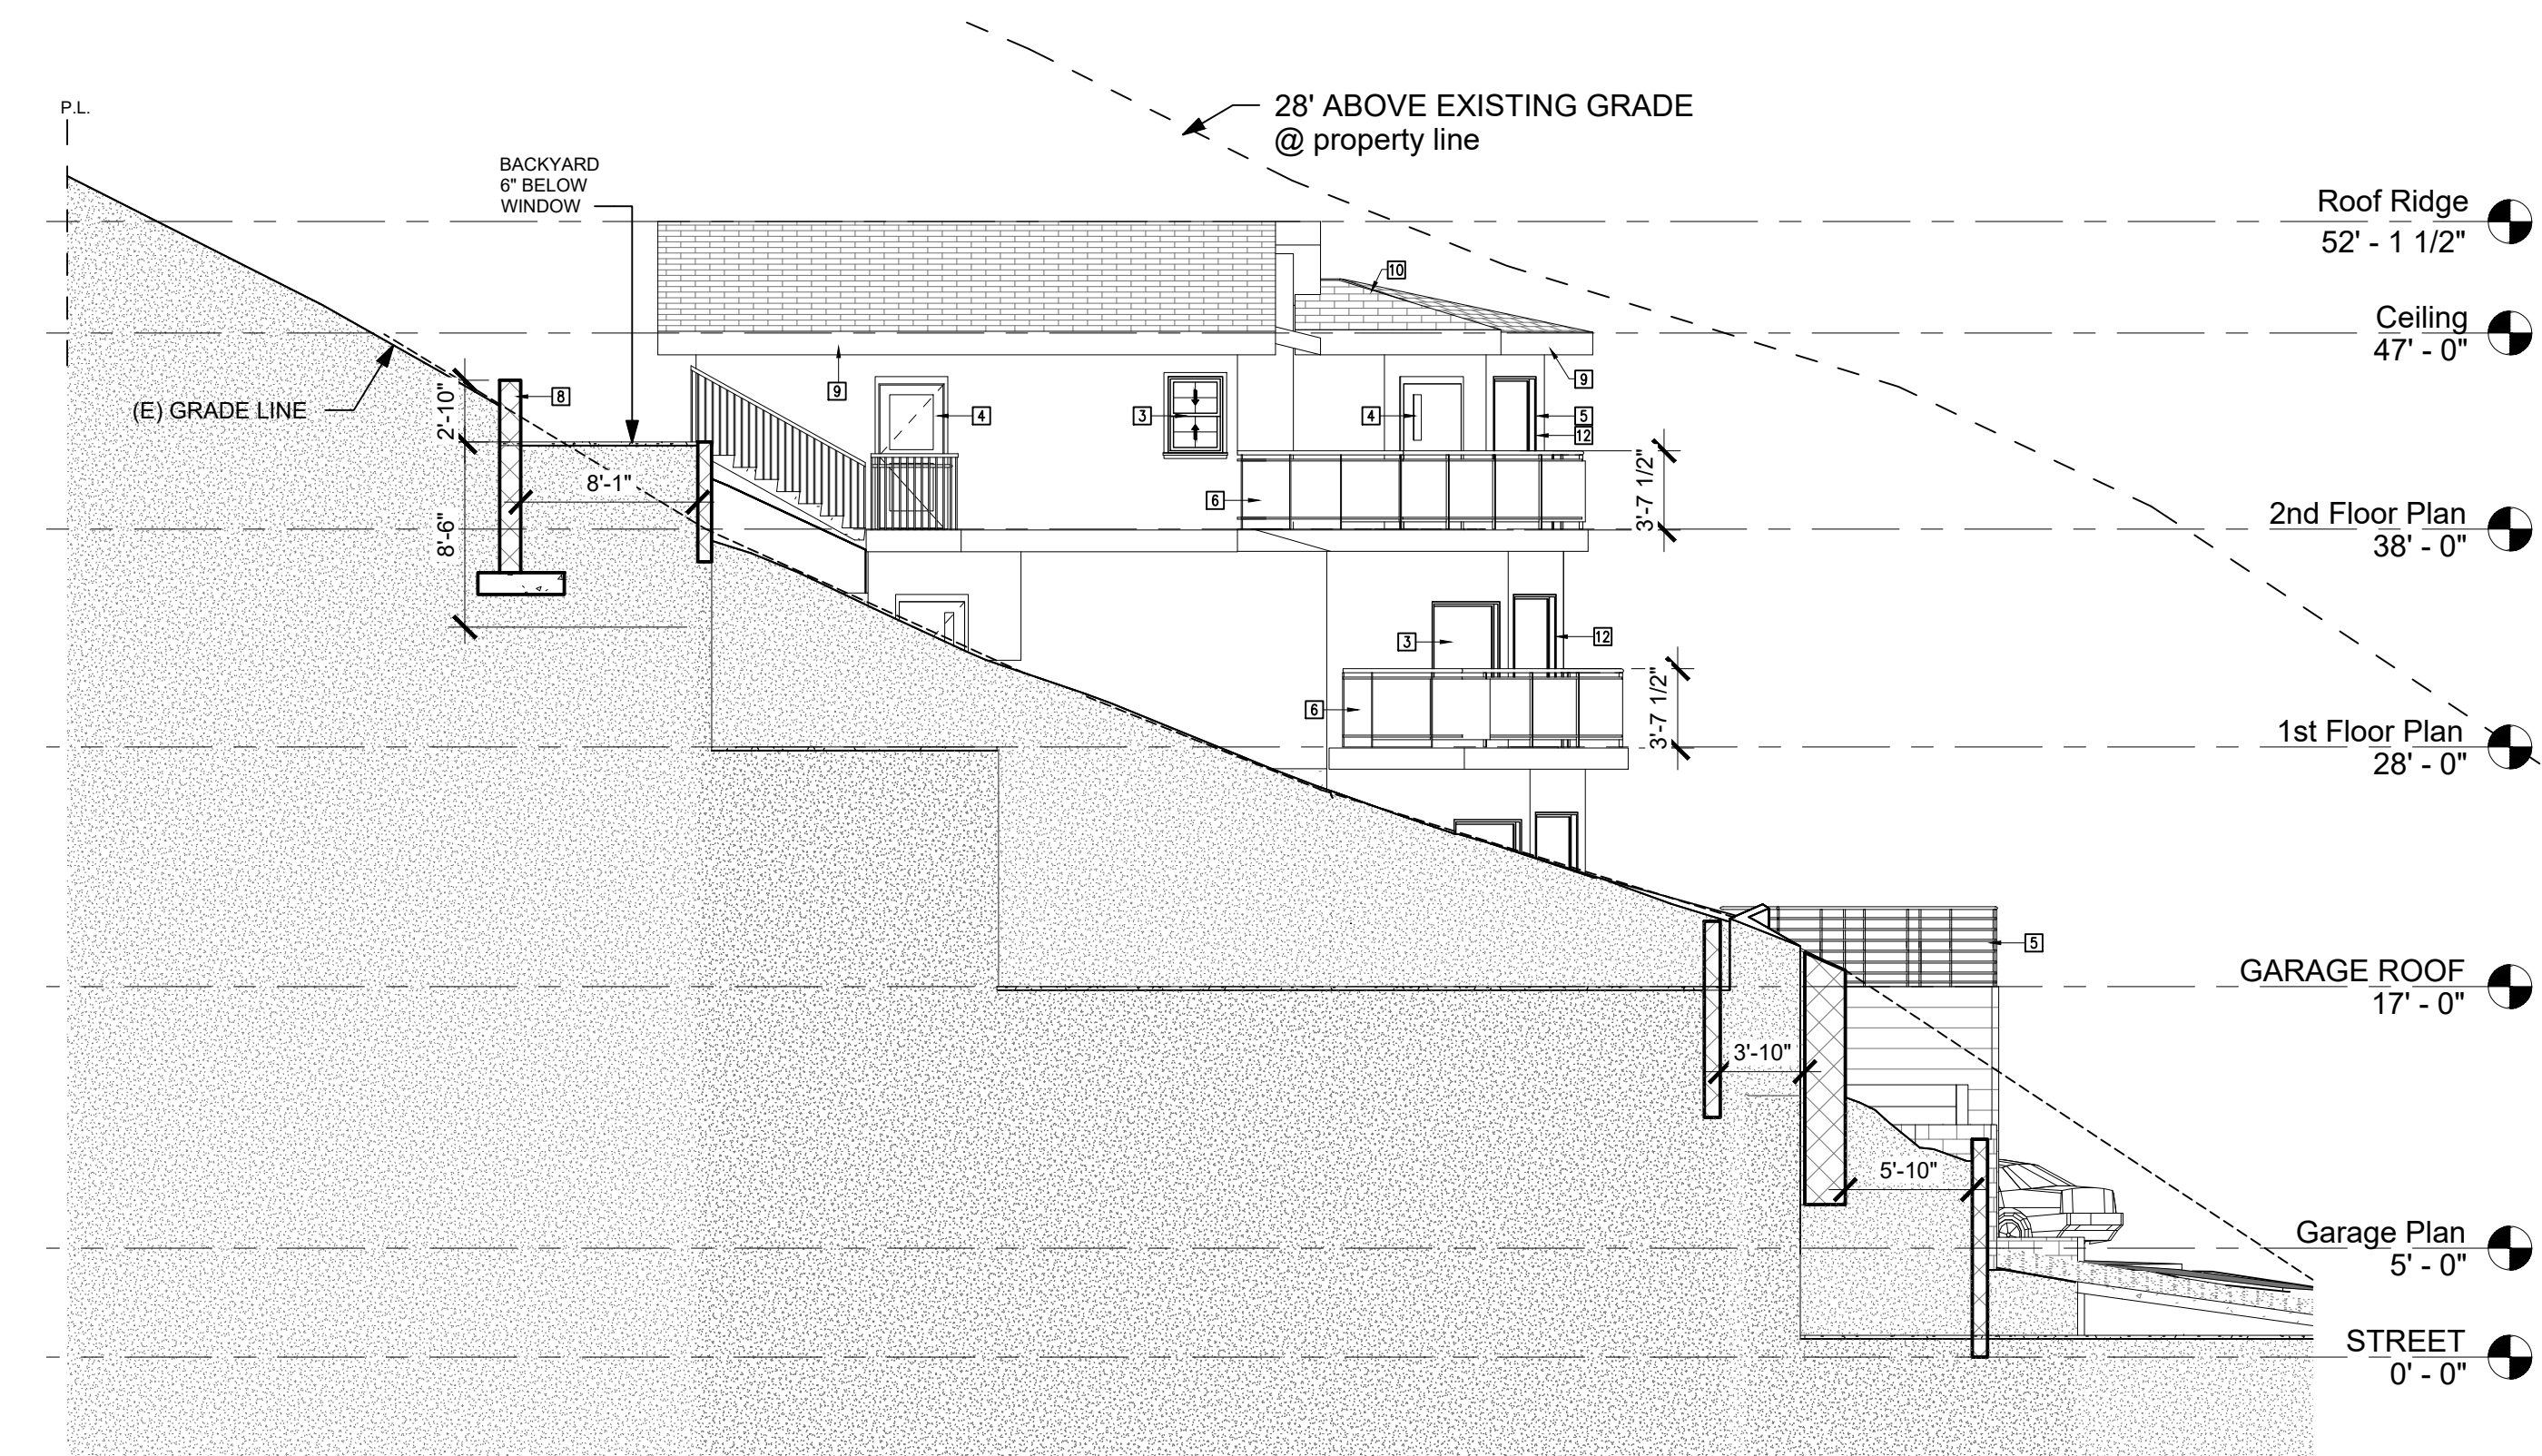 P.L.
28' ABOVE EXISTING GRADE
@ property line
BACKYARD
6" BELOW
WINDOW
Roof Ridge
52' - 1 1/2"
10
Ceiling
47' - 0"
9
9
8
(E) GRADE LINE
2'-10"
4
3
4
5
12
8'-1"
6
3'-7 1/2"
8'-6"
2nd Floor Plan
38' - 0"
3
12
6
3'-7 1/2"
1st Floor Plan
28' - 0"
5
GARAGE ROOF
17' - 0"
3'-10"
5'-10"
Garage Plan
5' - 0"
STREET
0' - 0"